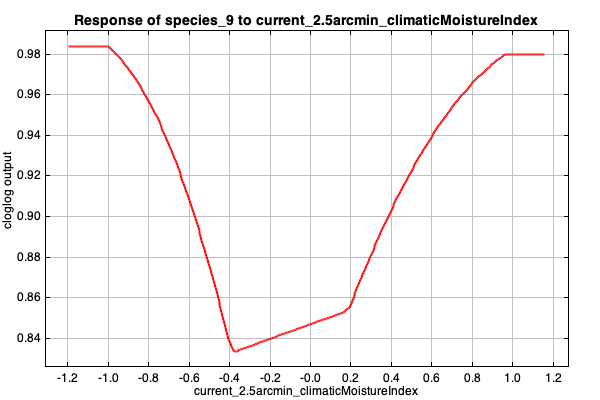 Response of species_9 to current_2.5arcmin_climaticMoistureIndex
cloglog output
0.98
0.96
0.94
0.92
0.90
0.88
0.86
0.84
-1.2 -1.0 -0.8 -0.6 -0.4 -0.2 -0.0 0.2 0.4 0.6 0.8 1.0 1.2
current_2.5arcmin_climaticMoistureIndex